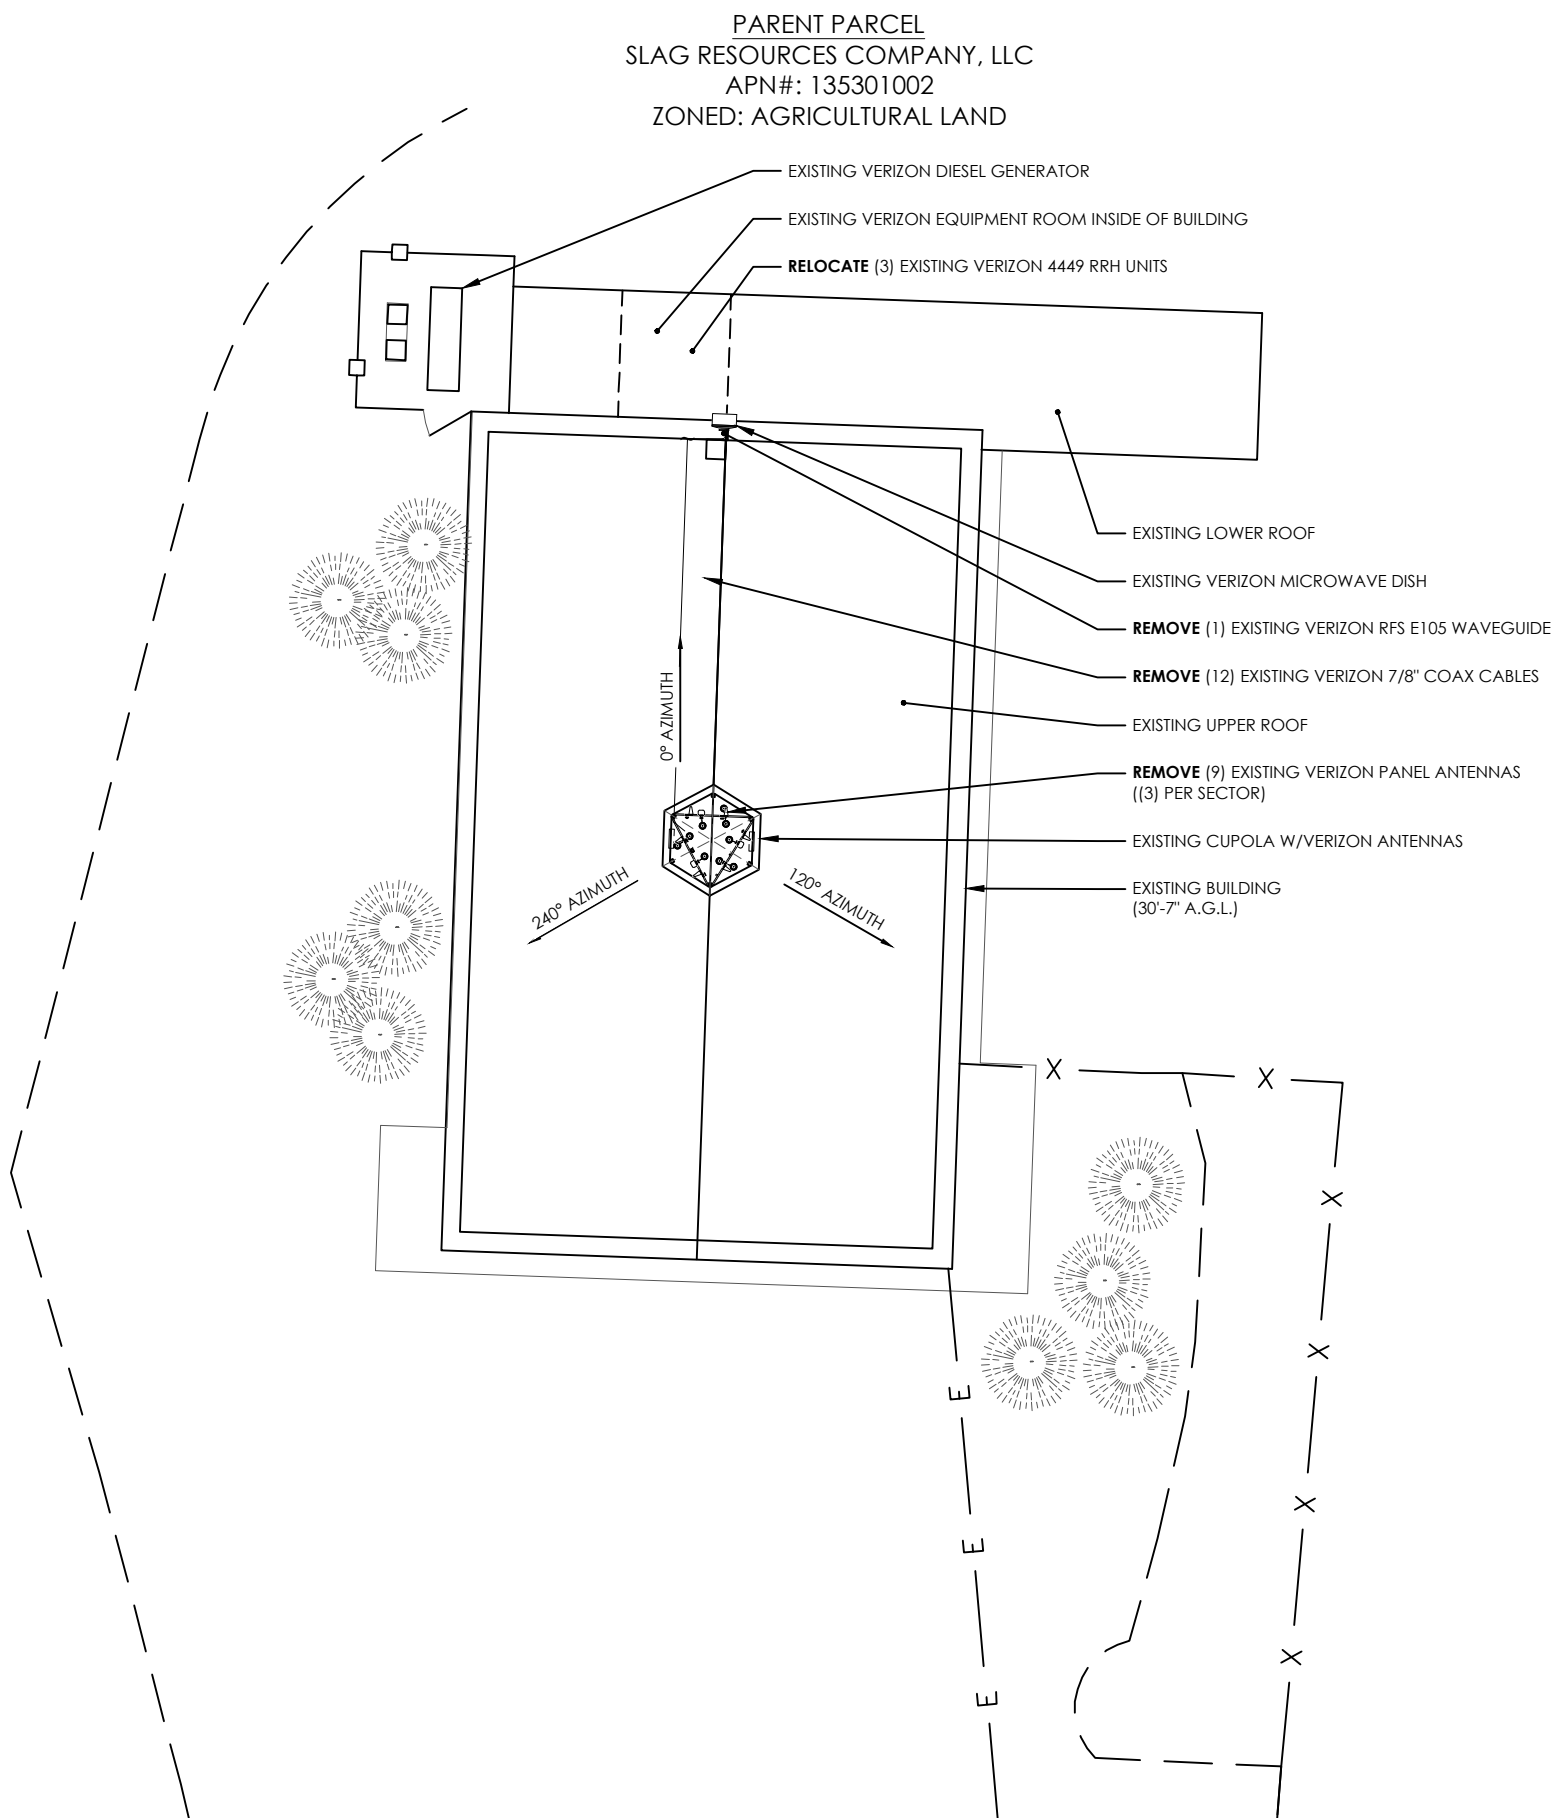 PARENT PARCEL
SLAG RESOURCES COMPANY, LLC
APN#: 135301002
ZONED: AGRICULTURAL LAND
EXISTING VERIZON DIESEL GENERATOR
EXISTING VERIZON EQUIPMENT ROOM INSIDE OF BUILDING
RELOCATE (3) EXISTING VERIZON 4449 RRH UNITS
EXISTING LOWER ROOF
EXISTING VERIZON MICROWAVE DISH
REMOVE (1) EXISTING VERIZON RFS E105 WAVEGUIDE
REMOVE (12) EXISTING VERIZON 7/8" COAX CABLES
EXISTING UPPER ROOF
REMOVE (9) EXISTING VERIZON PANEL ANTENNAS
((3) PER SECTOR)
EXISTING CUPOLA W/VERIZON ANTENNAS
EXISTING BUILDING
(30'-7" A.G.L.)
0° AZIMUTH
240° AZIMUTH
120° AZIMUTH
X
X
X
X
X
X
E
E
E